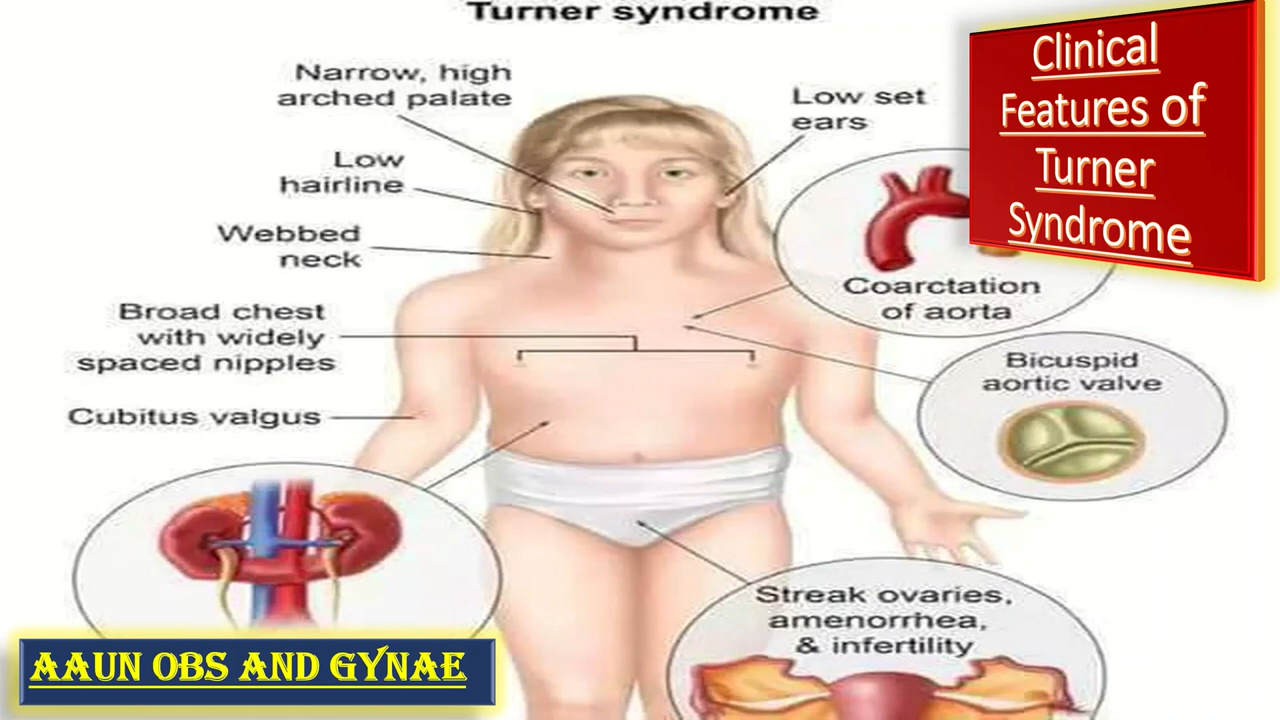 Turner syndrome
Clinical
Features of
Turner
Syndrome
Narrow, high
arched palate
Low set
ears
Low
hairline
Webbed
neck
Coarctation
of aorta
Broad chest
with widely
spaced nipples
Bicuspid
aortic valve
Cubitus valgus
Streak ovaries,
amenorrhea,
& infertility
AAUN OBS AND GYNAE